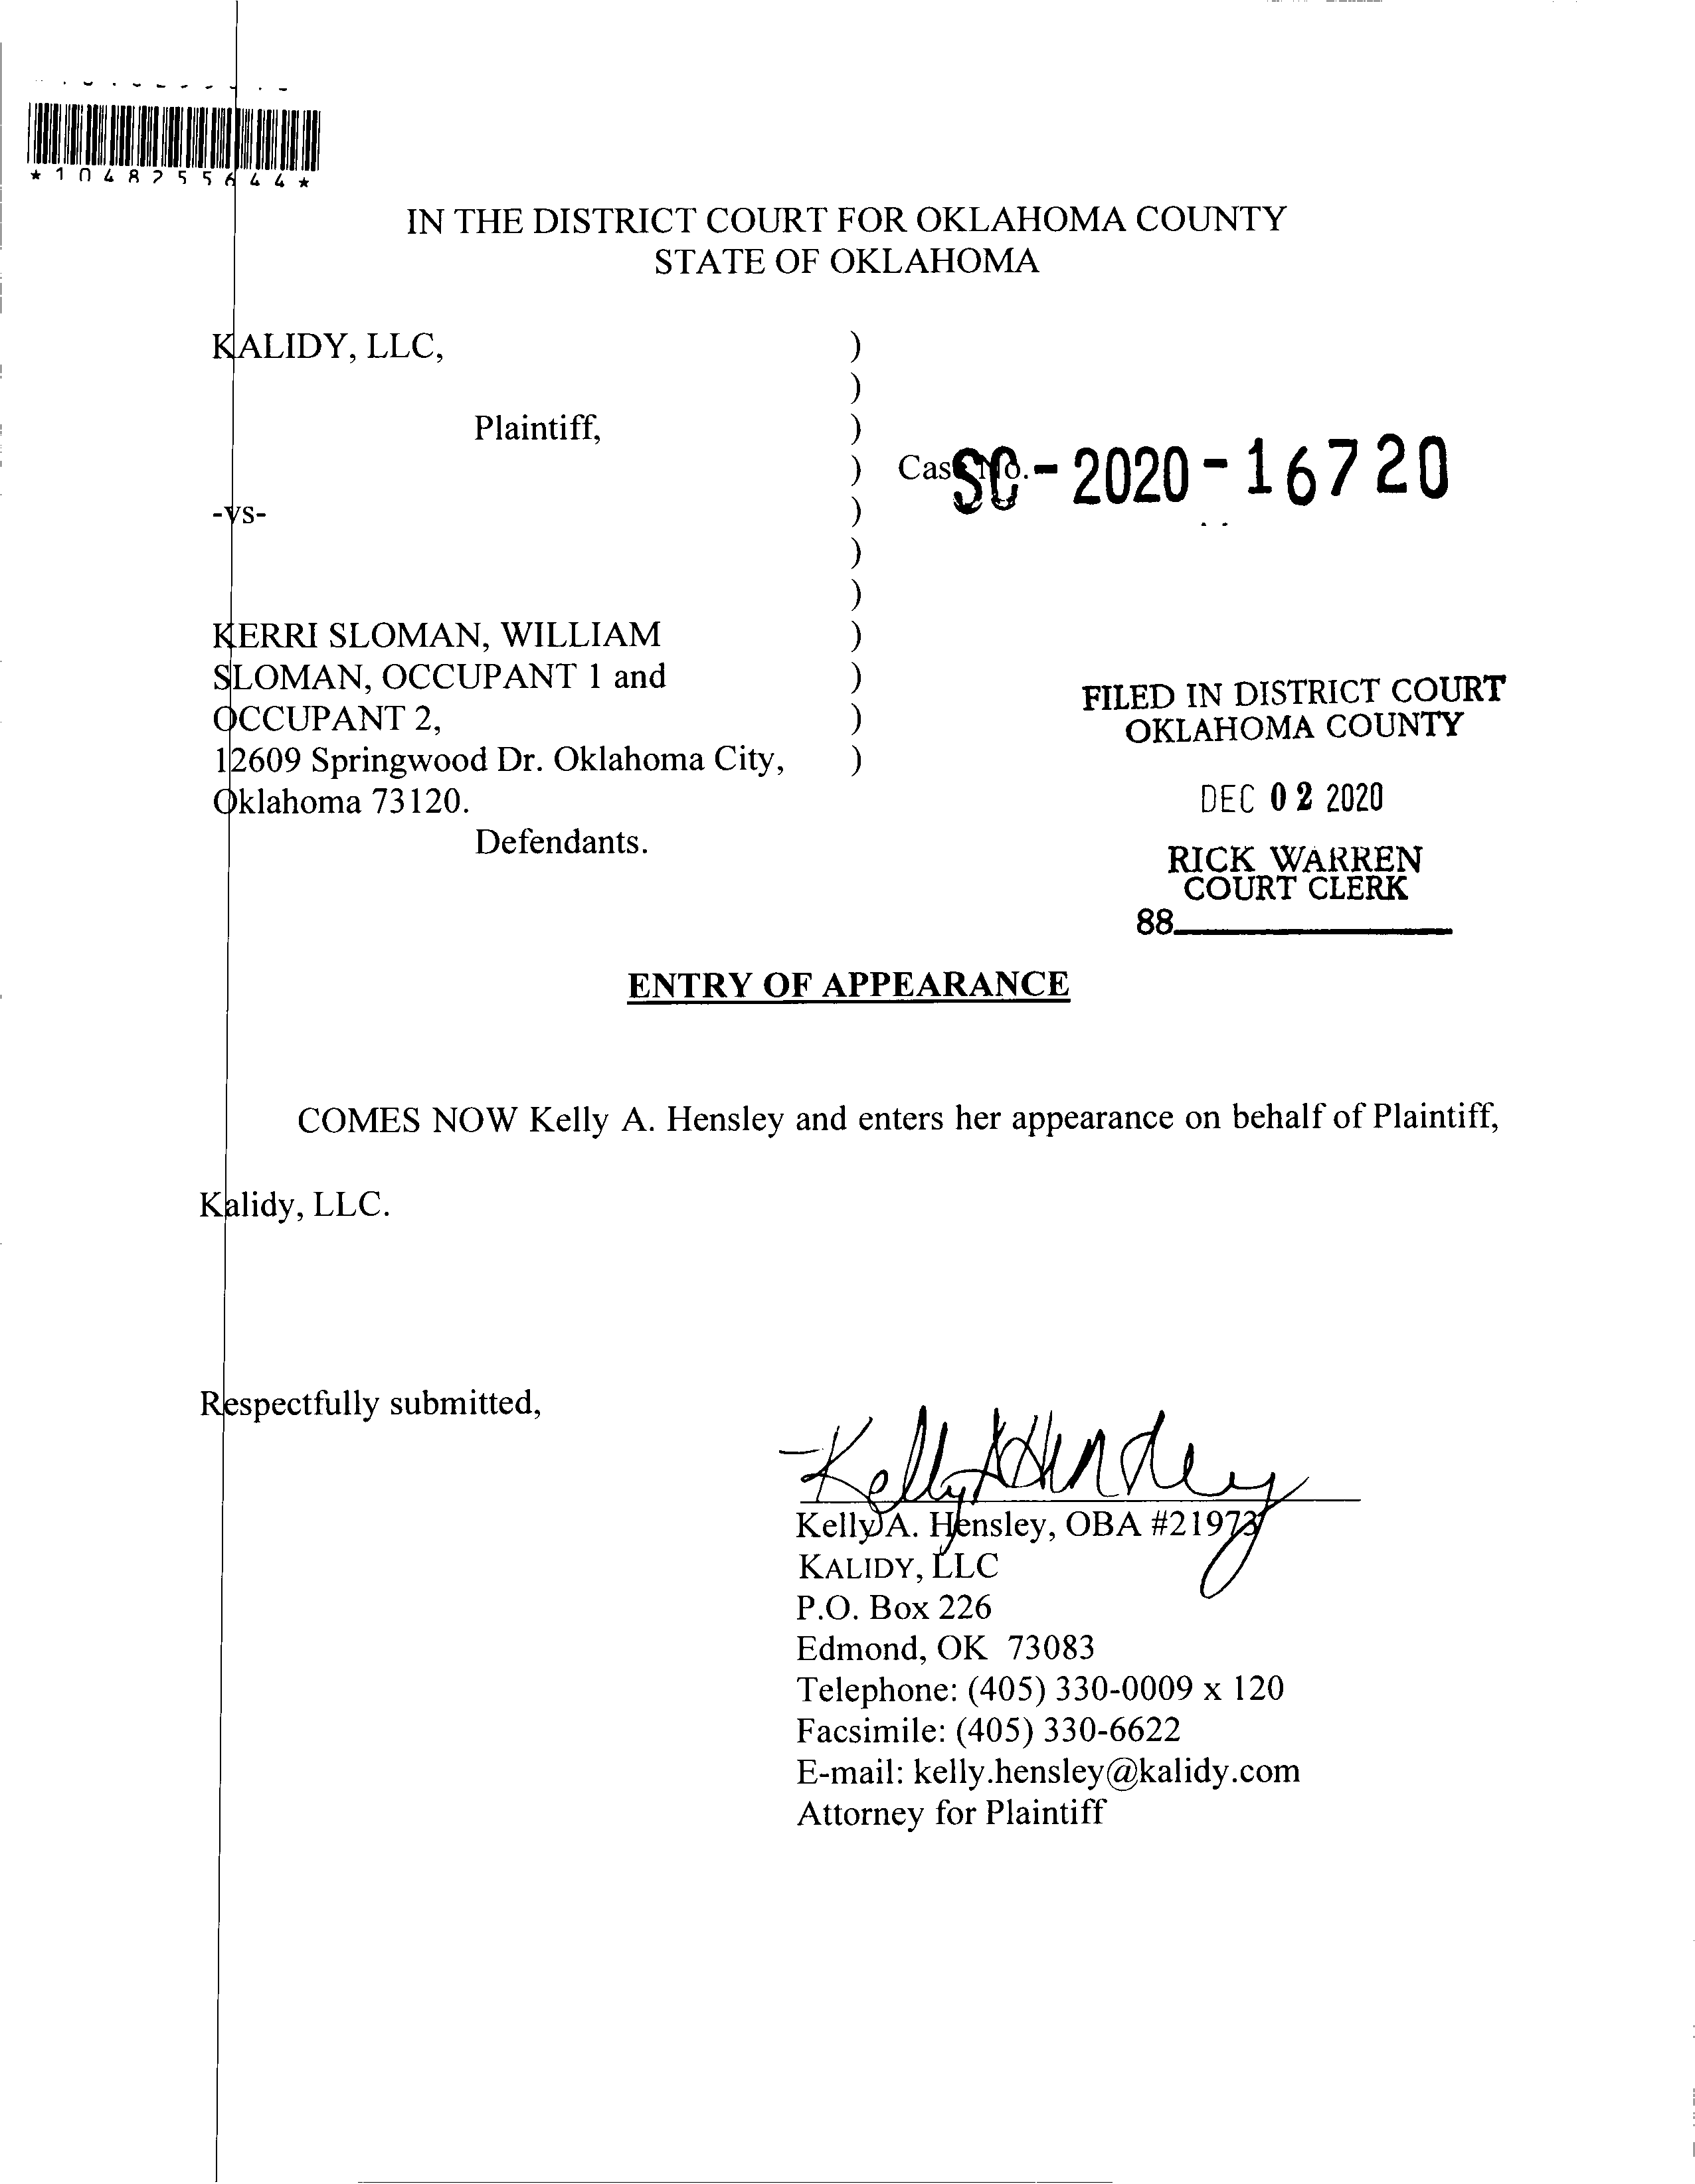 *1048255644*
IN THE DISTRICT COURT FOR OKLAHOMA COUNTY
STATE OF OKLAHOMA
KALIDY, LLC, )
)
Plaintiff, )
) Case No. SC-2020-16720
-vs- )
)
)
KERRI SLOMAN, WILLIAM )
SLOMAN, OCCUPANT 1 and )
OCCUPANT 2, )
12609 Springwood Dr. Oklahoma City, )
Oklahoma 73120.
Defendants.
FILED IN DISTRICT COURT
OKLAHOMA COUNTY
DEC 02 2020
RICK WARREN
COURT CLERK
88
ENTRY OF APPEARANCE
COMES NOW Kelly A. Hensley and enters her appearance on behalf of Plaintiff,
Kalidy, LLC.
Respectfully submitted,
Kelly A Hensley
Kelly A. Hensley, OBA #21973
KALIDY, LLC
P.O. Box 226
Edmond, OK 73083
Telephone: (405) 330-0009 x 120
Facsimile: (405) 330-6622
E-mail: kelly.hensley@kalidy.com
Attorney for Plaintiff